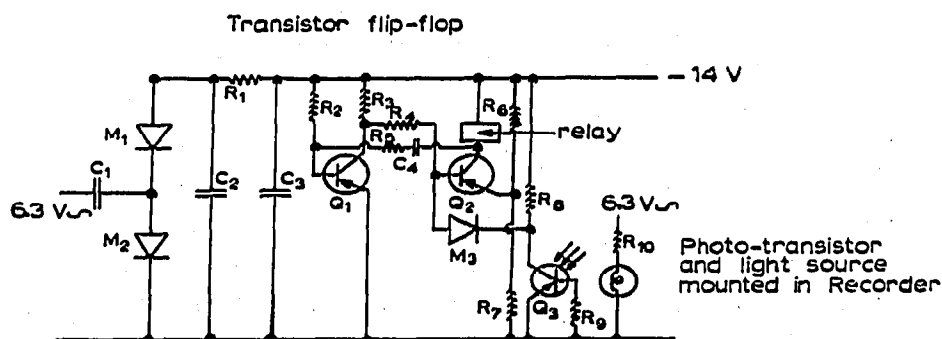 Transistor flip-flop
-14 V
R1
R2
R3
R4
R6
M1
R5
C4
relay
C1
C2
C3
Q1
Q2
R8
6.3 V
6.3 V
M2
M3
R10
Photo-transistor
and light source
mounted in Recorder
R7
Q3
R9